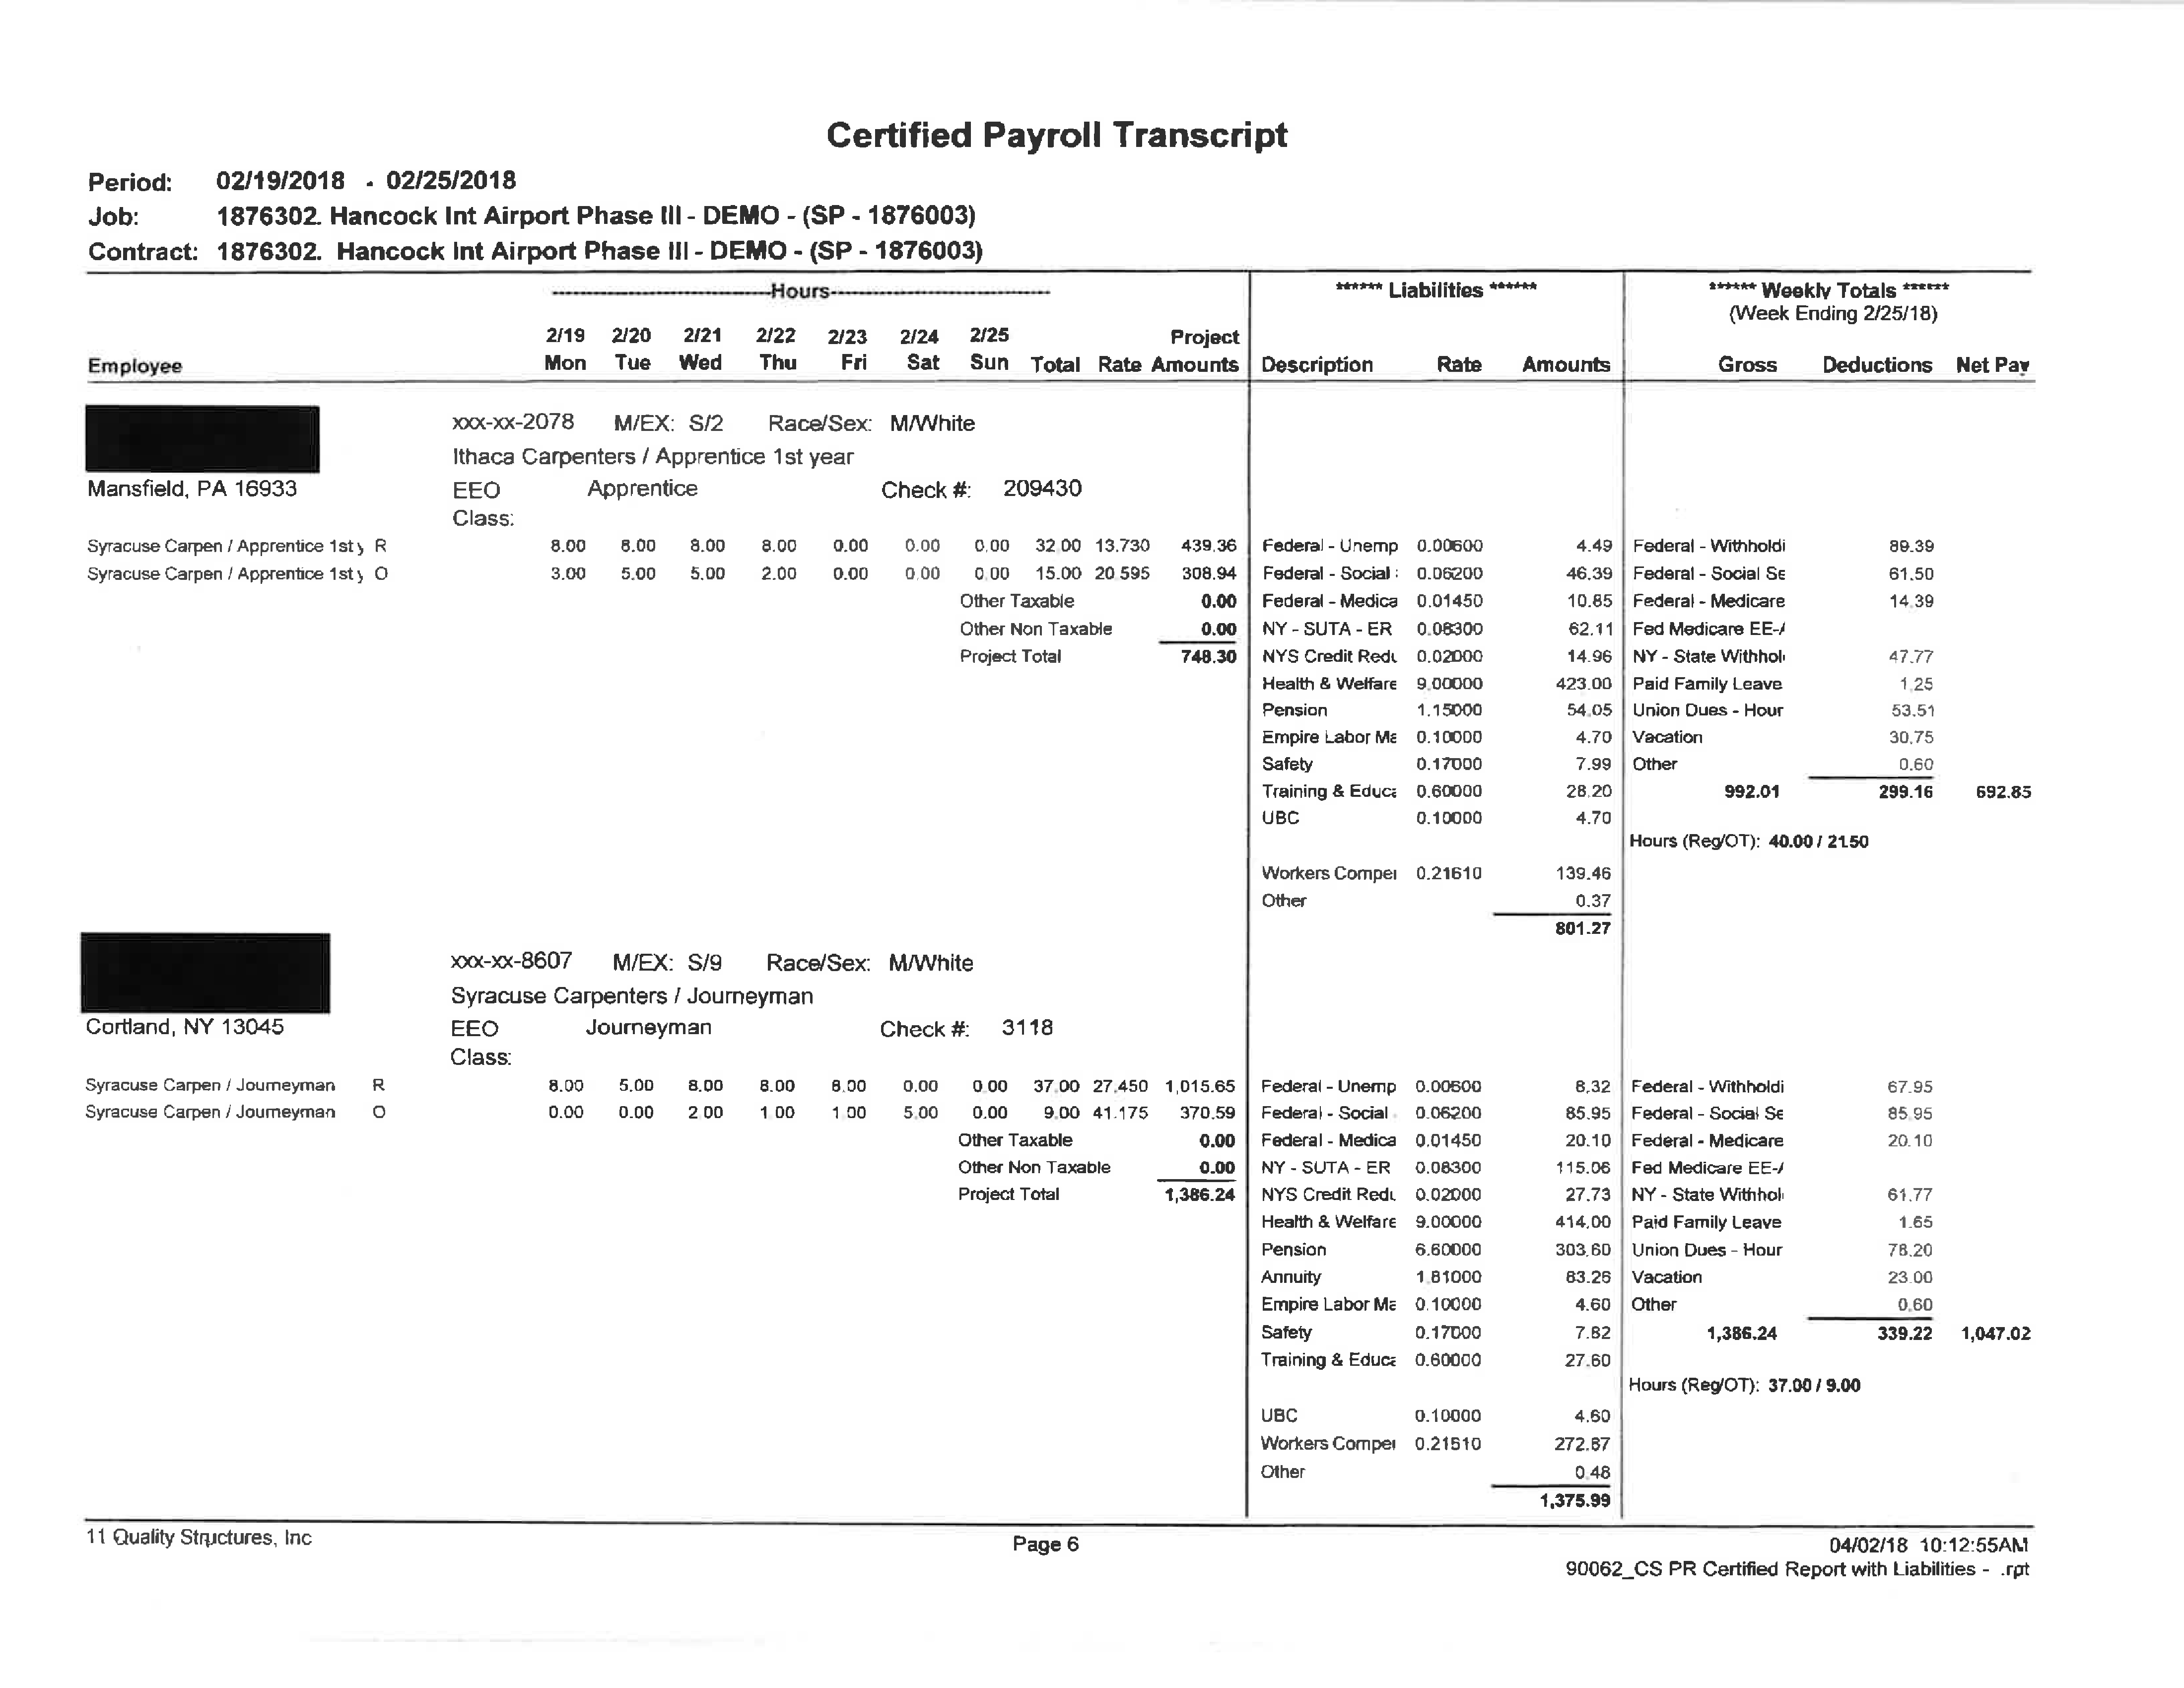 Certified Payroll Transcript
Period: 02/19/2018 - 02/25/2018
Job: 1876302. Hancock Int Airport Phase III - DEMO - (SP - 1876003)
Contract: 1876302. Hancock Int Airport Phase III - DEMO - (SP - 1876003)
Hours ****** Liabilities ****** ****** Weekly Totals ******
(Week Ending 2/25/18)
2/19 2/20 2/21 2/22 2/23 2/24 2/25 Project
Employee Mon Tue Wed Thu Fri Sat Sun Total Rate Amounts Description Rate Amounts Gross Deductions Net Pay
xxx-xx-2078 M/EX: S/2 Race/Sex: M/White
Ithaca Carpenters / Apprentice 1st year
Mansfield, PA 16933 EEO Apprentice Check #: 209430
Class:
Syracuse Carpen / Apprentice 1st y R 8.00 8.00 8.00 8.00 0.00 0.00 0.00 32.00 13.730 439.36 Federal - Unemp 0.00600 4.49 Federal - Withholdi 89.39
Syracuse Carpen / Apprentice 1st y O 3.00 5.00 5.00 2.00 0.00 0.00 0.00 15.00 20.595 308.94 Federal - Social 0.06200 46.39 Federal - Social Se 61.50
Other Taxable 0.00 Federal - Medica 0.01450 10.85 Federal - Medicare 14.39
Other Non Taxable 0.00 NY - SUTA - ER 0.08300 62.11 Fed Medicare EE-A
Project Total 748.30 NYS Credit Redu 0.02000 14.96 NY - State Withhol 47.77
Health & Welfare 9.00000 423.00 Paid Family Leave 1.25
Pension 1.15000 54.05 Union Dues - Hour 53.51
Empire Labor Ma 0.10000 4.70 Vacation 30.75
Safety 0.17000 7.99 Other 0.60
Training & Educa 0.60000 28.20 992.01 299.16 692.85
UBC 0.10000 4.70
Hours (Reg/OT): 40.00 / 21.50
Workers Compe 0.21610 139.46
Other 0.37
801.27
xxx-xx-8607 M/EX: S/9 Race/Sex: M/White
Syracuse Carpenters / Journeyman
Cortland, NY 13045 EEO Journeyman Check #: 3118
Class:
Syracuse Carpen / Journeyman R 8.00 5.00 8.00 8.00 8.00 0.00 0.00 37.00 27.450 1,015.65 Federal - Unemp 0.00600 8.32 Federal - Withholdi 67.95
Syracuse Carpen / Journeyman O 0.00 0.00 2.00 1.00 1.00 5.00 0.00 9.00 41.175 370.59 Federal - Social 0.06200 85.95 Federal - Social Se 85.95
Other Taxable 0.00 Federal - Medica 0.01450 20.10 Federal - Medicare 20.10
Other Non Taxable 0.00 NY - SUTA - ER 0.08300 115.06 Fed Medicare EE-A
Project Total 1,386.24 NYS Credit Redu 0.02000 27.73 NY - State Withhol 61.77
Health & Welfare 9.00000 414.00 Paid Family Leave 1.65
Pension 6.60000 303.60 Union Dues - Hour 78.20
Annuity 1.81000 83.26 Vacation 23.00
Empire Labor Ma 0.10000 4.60 Other 0.60
Safety 0.17000 7.82 1,386.24 339.22 1,047.02
Training & Educa 0.60000 27.60
Hours (Reg/OT): 37.00 / 9.00
UBC 0.10000 4.60
Workers Compe 0.21610 272.87
Other 0.48
1,375.99
11 Quality Structures, Inc Page 6 04/02/18 10:12:55AM
90062_CS PR Certified Report with Liabilities - .rpt